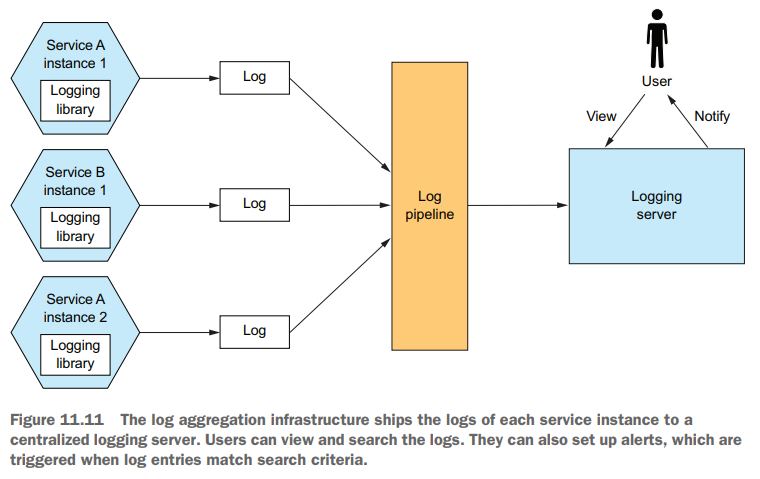 Service A
instance 1
Logging
library
Log
Service B
instance 1
Logging
library
Log
Service A
instance 2
Logging
library
Log
Log
pipeline
User
View
Notify
Logging
server
Figure 11.11 The log aggregation infrastructure ships the logs of each service instance to a
centralized logging server. Users can view and search the logs. They can also set up alerts, which are
triggered when log entries match search criteria.